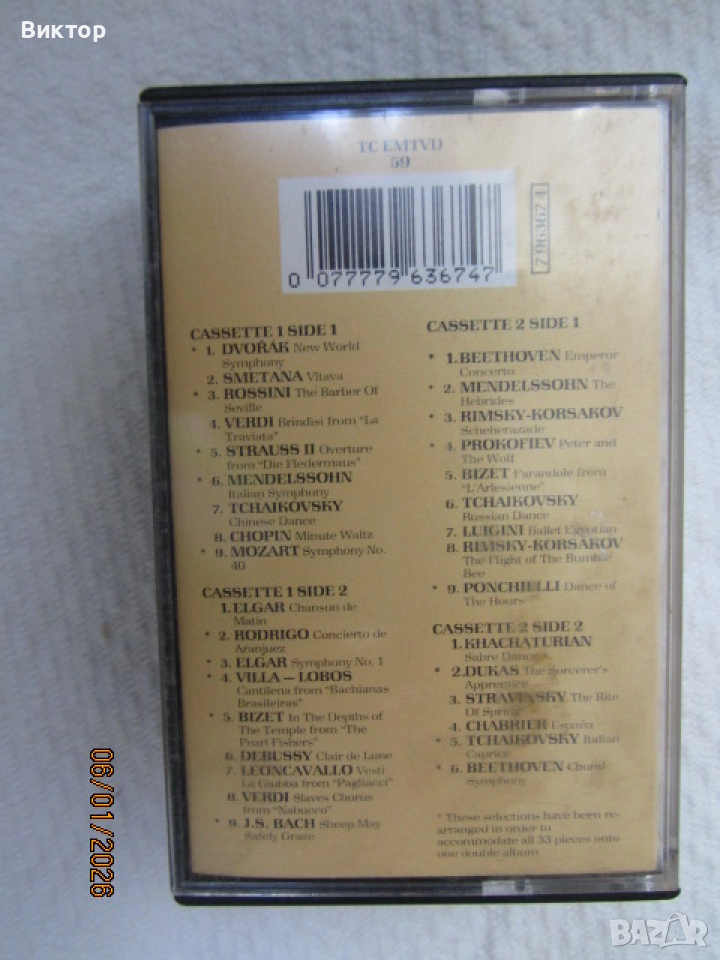 Виктор
TC EMTVD
59
7 96367 4
0 077779 636747
CASSETTE 1 SIDE 1
* 1. DVOŘÁK New World
Symphony
2. SMETANA Vltava
* 3. ROSSINI The Barber Of
Seville
4. VERDI Brindisi from "La
Traviata"
* 5. STRAUSS II Overture
from "Die Fledermaus"
* 6. MENDELSSOHN
Italian Symphony
7. TCHAIKOVSKY
Chinese Dance
8. CHOPIN Minute Waltz
* 9. MOZART Symphony No.
40
CASSETTE 1 SIDE 2
1. ELGAR Chanson de
Matin
* 2. RODRIGO Concierto de
Aranjuez
* 3. ELGAR Symphony No. 1
* 4. VILLA – LOBOS
Cantilena from "Bachianas
Brasileiras"
* 5. BIZET In The Depths of
The Temple from "The
Pearl Fishers"
6. DEBUSSY Clair de Lune
7. LEONCAVALLO Vesti
La Giubba from "Pagliacci"
8. VERDI Slaves Chorus
from "Nabucco"
* 9. J.S. BACH Sheep May
Safely Graze
CASSETTE 2 SIDE 1
* 1. BEETHOVEN Emperor
Concerto
* 2. MENDELSSOHN The
Hebrides
* 3. RIMSKY-KORSAKOV
Scheherazade
* 4. PROKOFIEV Peter and
The Wolf
5. BIZET Farandole from
"L'Arlesienne"
6. TCHAIKOVSKY
Russian Dance
7. LUIGINI Ballet Egyptian
8. RIMSKY-KORSAKOV
The Flight of The Bumble
Bee
* 9. PONCHIELLI Dance of
The Hours
CASSETTE 2 SIDE 2
1. KHACHATURIAN
Sabre Dance
* 2. DUKAS The Sorcerer's
Apprentice
3. STRAVINSKY The Rite
Of Spring
4. CHABRIER España
* 5. TCHAIKOVSKY Italian
Caprice
* 6. BEETHOVEN Choral
Symphony
* These selections have been re-
arranged in order to
accommodate all 33 pieces onto
one double album
06/01/2026
BAZAR